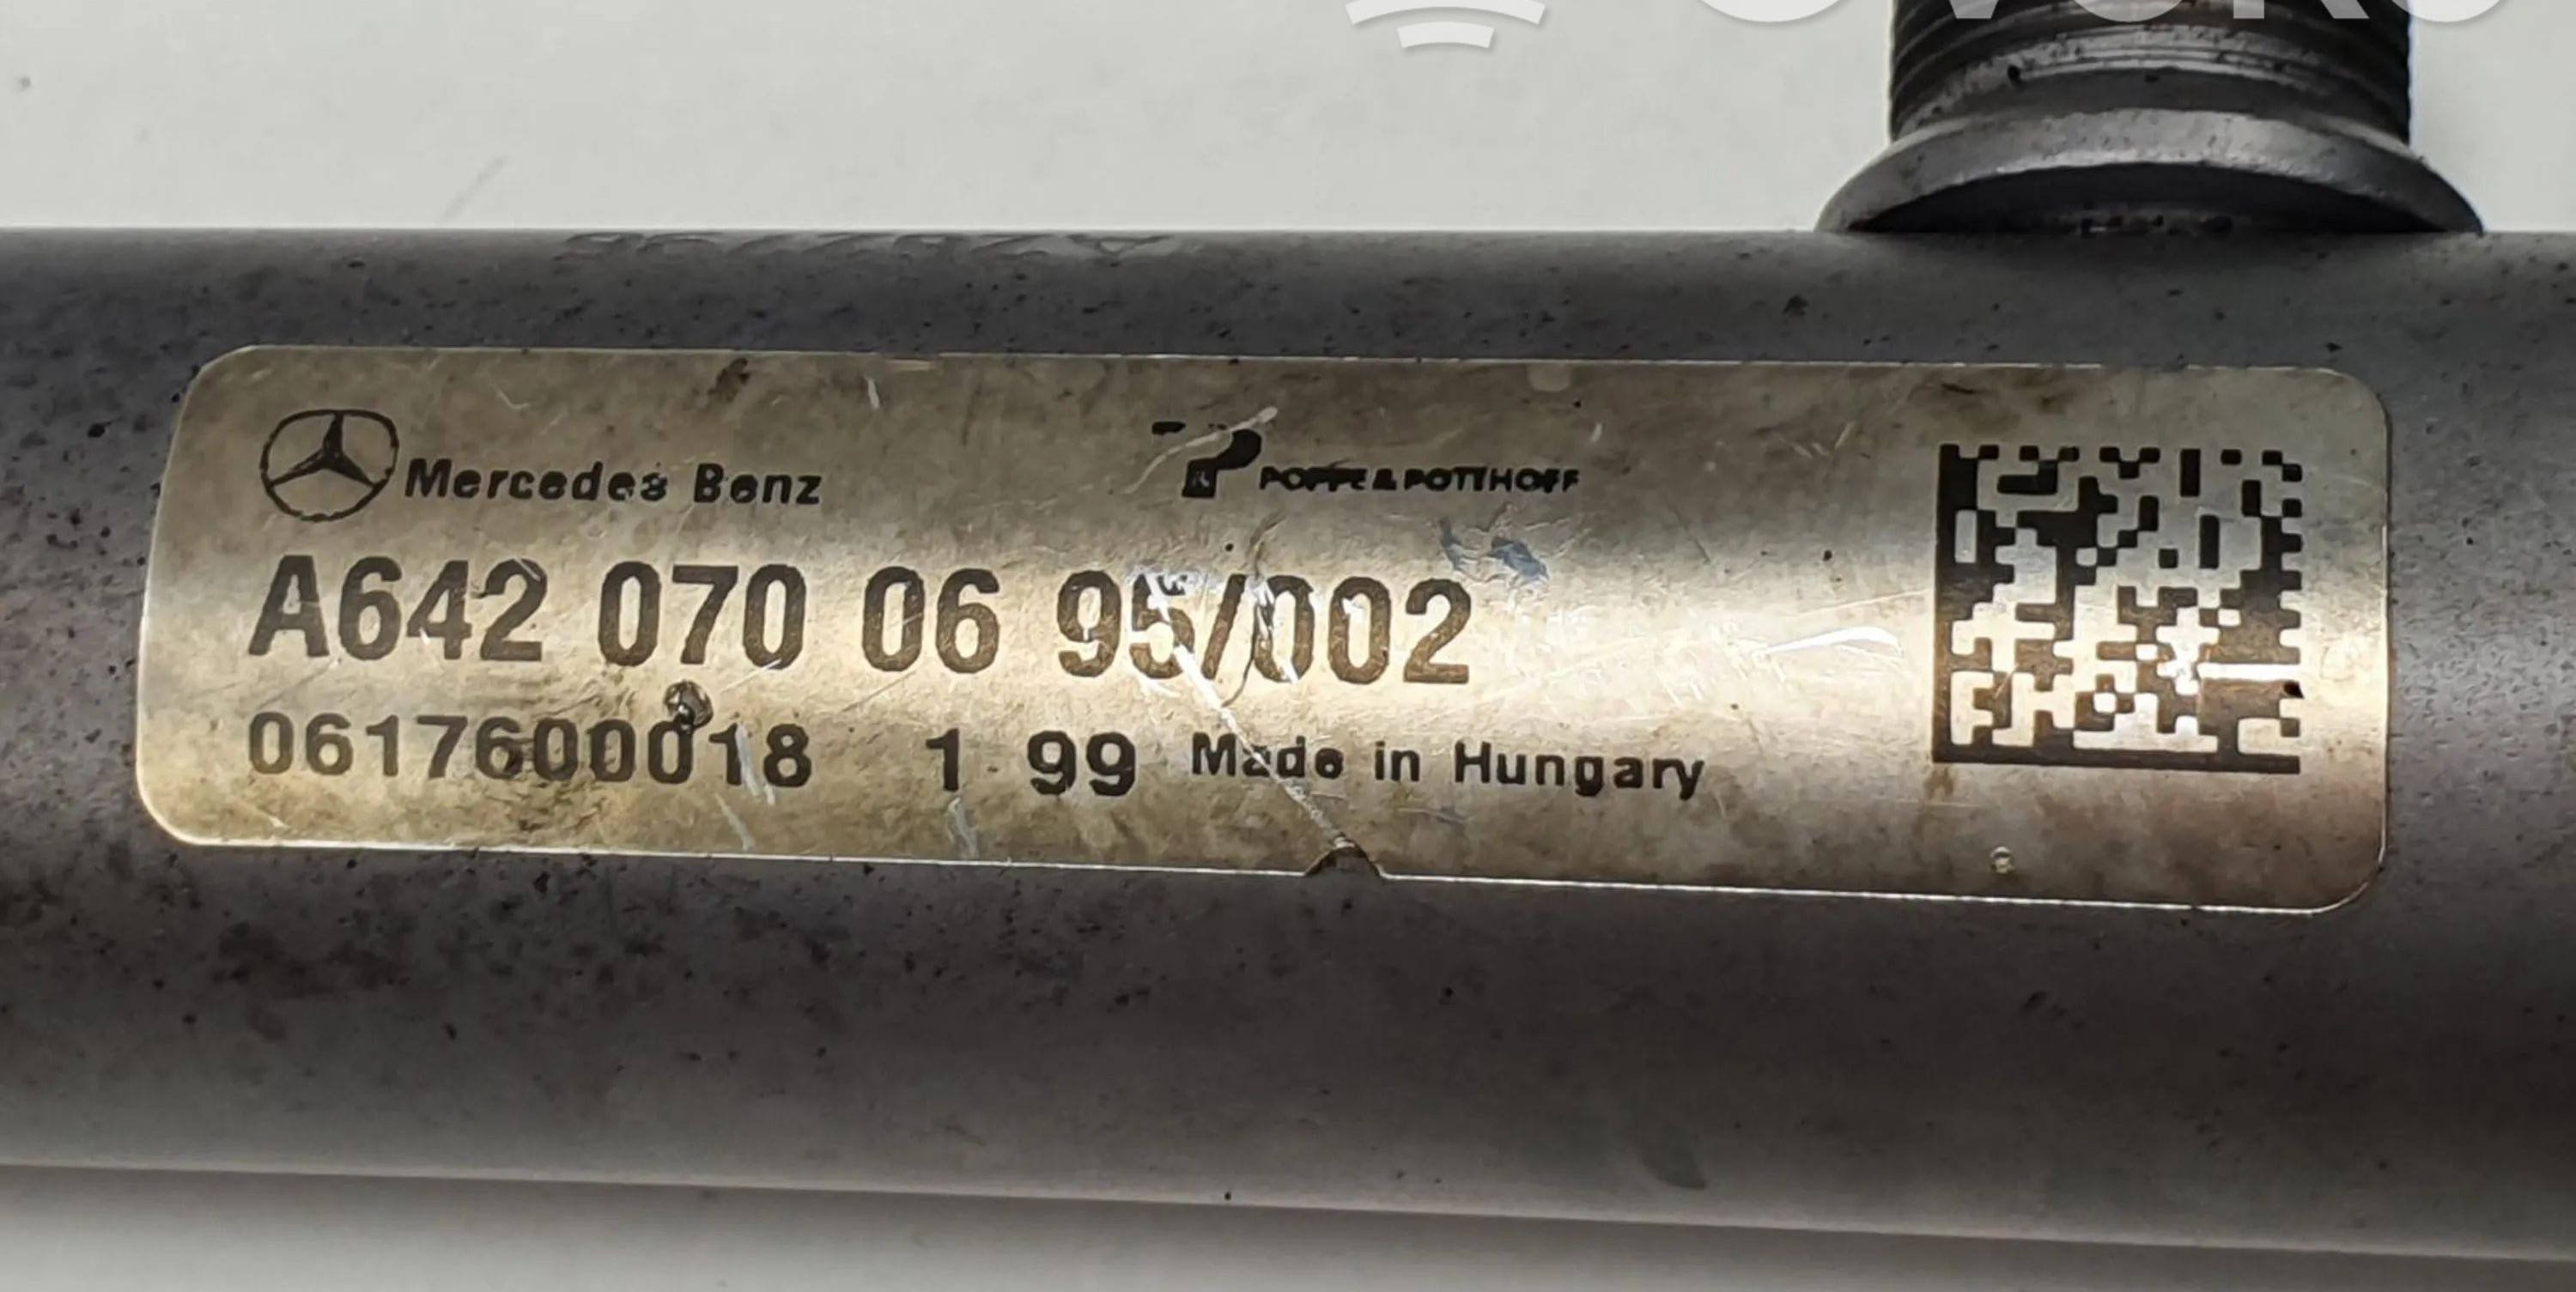 Mercedes Benz
POPPE & POTTHOFF
A642 070 06 95/002
0617600018 1 99 Made in Hungary